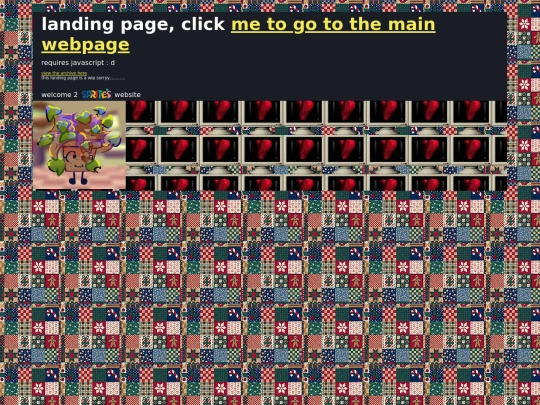 landing page, click me to go to the main
webpage
requires javascript : d
view the archive here
this landing page is a wip sorryy..............
welcome 2 SPRiTE'S website